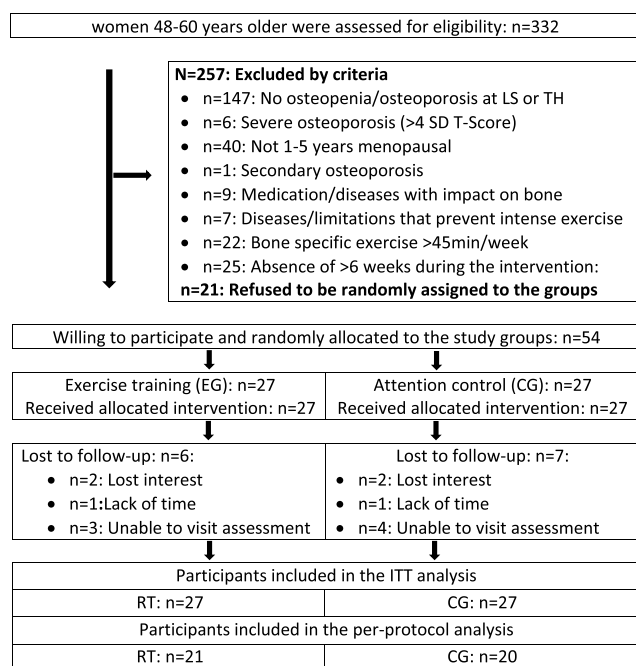 women 48-60 years older were assessed for eligibility: n=332
N=257: Excluded by criteria
• n=147: No osteopenia/osteoporosis at LS or TH
• n=6: Severe osteoporosis (>4 SD T-Score)
• n=40: Not 1-5 years menopausal
• n=1: Secondary osteoporosis
• n=9: Medication/diseases with impact on bone
• n=7: Diseases/limitations that prevent intense exercise
• n=22: Bone specific exercise >45min/week
• n=25: Absence of >6 weeks during the intervention:
n=21: Refused to be randomly assigned to the groups
Willing to participate and randomly allocated to the study groups: n=54
Exercise training (EG): n=27
Received allocated intervention: n=27
Attention control (CG): n=27
Received allocated intervention: n=27
Lost to follow-up: n=6:
• n=2: Lost interest
• n=1:Lack of time
• n=3: Unable to visit assessment
Lost to follow-up: n=7:
• n=2: Lost interest
• n=1: Lack of time
• n=4: Unable to visit assessment
Participants included in the ITT analysis
RT: n=27
CG: n=27
Participants included in the per-protocol analysis
RT: n=21
CG: n=20